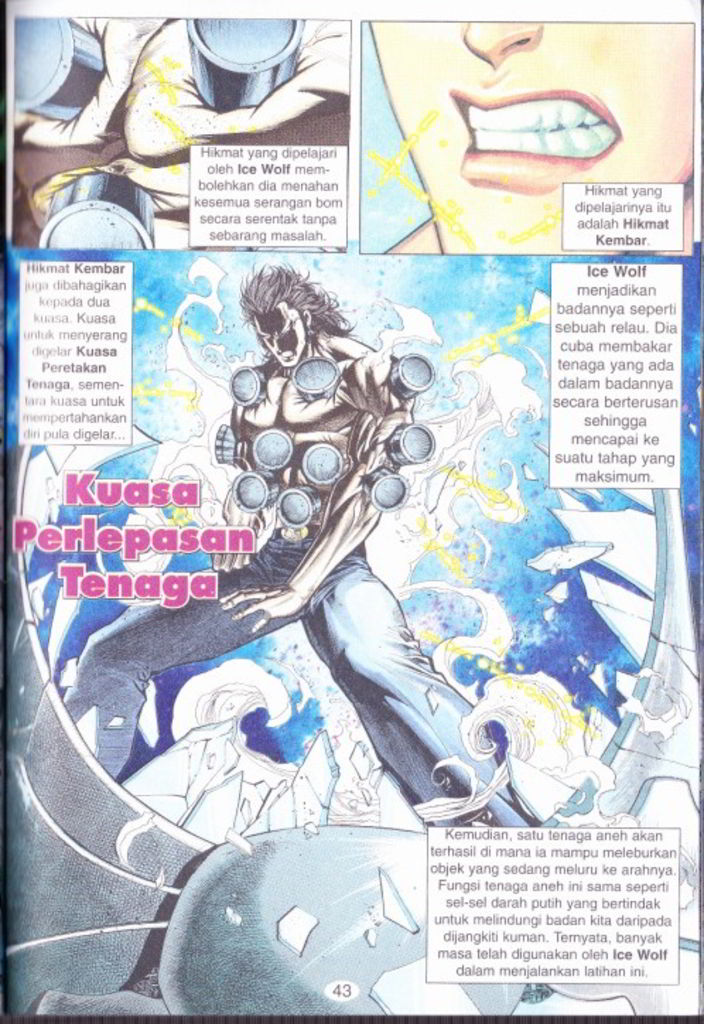 Hikmat yang dipelajari
oleh Ice Wolf mem-
bolehkan dia menahan
kesemua serangan bom
secara serentak tanpa
sebarang masalah.
Hikmat yang
dipelajarinya itu
adalah Hikmat
Kembar.
Hikmat Kembar
juga dibahagikan
kepada dua
kuasa. Kuasa
untuk menyerang
digelar Kuasa
Peretakan
Tenaga, semen-
tara kuasa untuk
mempertahankan
diri pula digelar...
Ice Wolf
menjadikan
badannya seperti
sebuah relau. Dia
cuba membakar
tenaga yang ada
dalam badannya
secara berterusan
sehingga
mencapai ke
suatu tahap yang
maksimum.
Kuasa
Perlepasan
Tenaga
Kemudian, satu tenaga aneh akan
terhasil di mana ia mampu meleburkan
objek yang sedang meluru ke arahnya.
Fungsi tenaga aneh ini sama seperti
sel-sel darah putih yang bertindak
untuk melindungi badan kita daripada
dijangkiti kuman. Ternyata, banyak
masa telah digunakan oleh Ice Wolf
dalam menjalankan latihan ini.
43